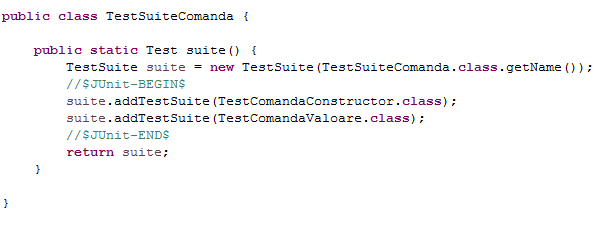 public class TestSuiteComanda {
public static Test suite() {
TestSuite suite = new TestSuite(TestSuiteComanda.class.getName());
//$JUnit-BEGIN$
suite.addTestSuite(TestComandaConstructor.class);
suite.addTestSuite(TestComandaValoare.class);
//$JUnit-END$
return suite;
}
}